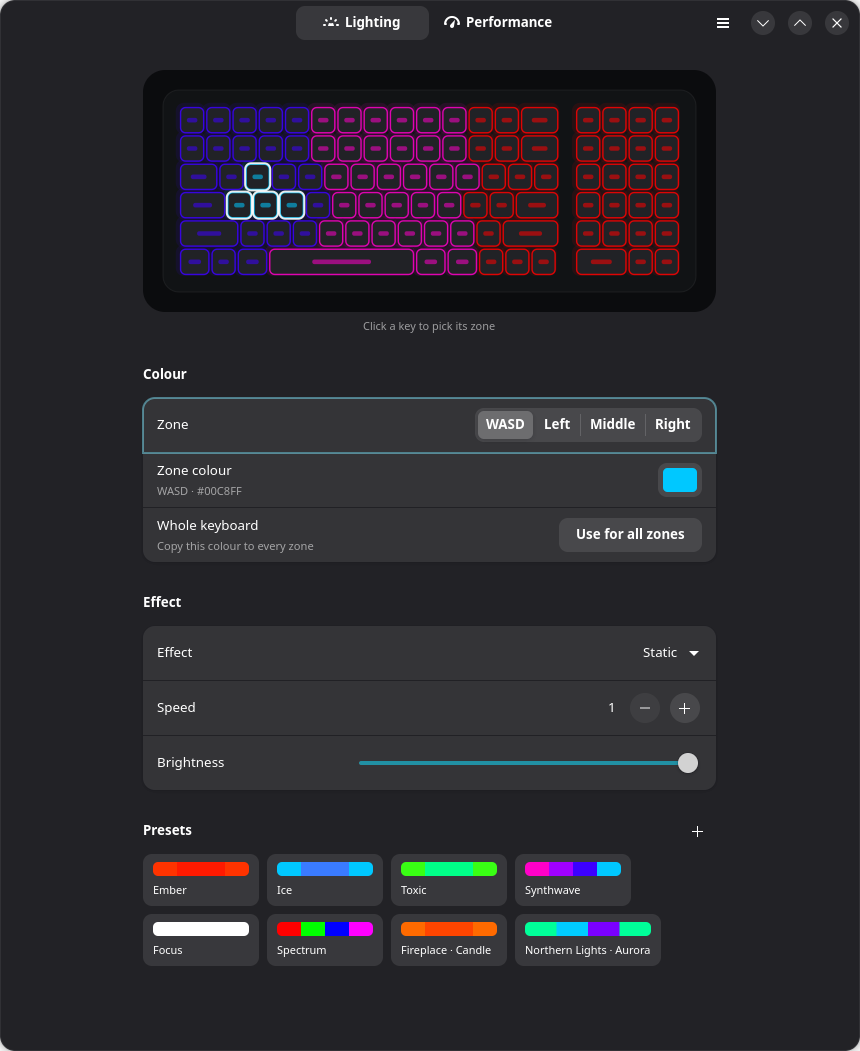 Lighting
Performance
Click a key to pick its zone
Colour
Zone
WASD
Left
Middle
Right
Zone colour
WASD · #00C8FF
Whole keyboard
Copy this colour to every zone
Use for all zones
Effect
Effect
Static
Speed
1
Brightness
Presets
Ember
Ice
Toxic
Synthwave
Focus
Spectrum
Fireplace · Candle
Northern Lights · Aurora